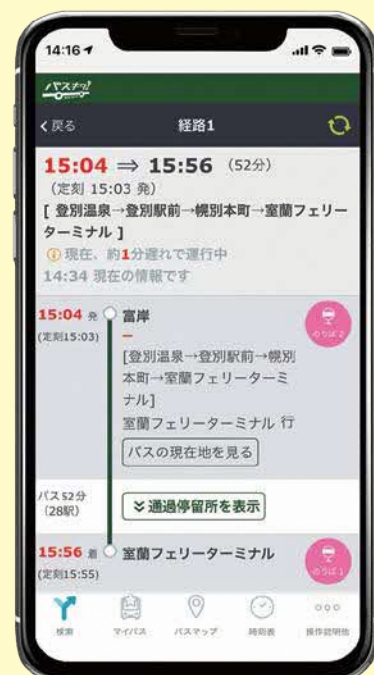 14:16
バスナビ
戻る 経路1
15:04 ⇒ 15:56 (52分)
(定刻 15:03 発)
[ 登別温泉→登別駅前→幌別本町→室蘭フェリー
ターミナル ]
現在、約1分遅れで運行中
14:34 現在の情報です
15:04 発 富岸
(定刻15:03)
のりば 2
[登別温泉→登別駅前→幌別
本町→室蘭フェリーターミ
ナル]
室蘭フェリーターミナル 行
バスの現在地を見る
バス52分
(28駅)
通過停留所を表示
15:56 着 室蘭フェリーターミナル
(定刻15:55)
のりば 1
検索 マイバス バスマップ 時刻表 操作説明他